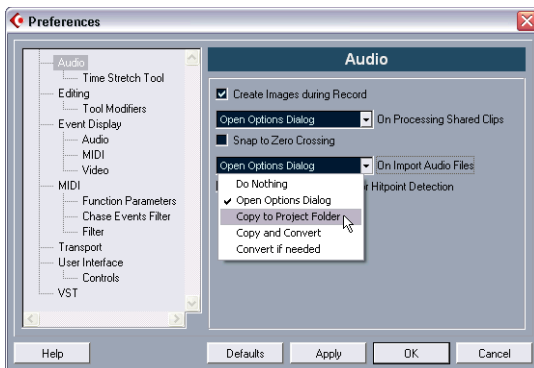 Preferences
Audio
Time Stretch Tool
Editing
Tool Modifiers
Event Display
Audio
MIDI
Video
MIDI
Function Parameters
Chase Events Filter
Filter
Transport
User Interface
Controls
VST
Audio
Create Images during Record
Open Options Dialog On Processing Shared Clips
Snap to Zero Crossing
Open Options Dialog On Import Audio Files
Hitpoint Detection
Do Nothing
Open Options Dialog
Copy to Project Folder
Copy and Convert
Convert if needed
Help Defaults Apply OK Cancel